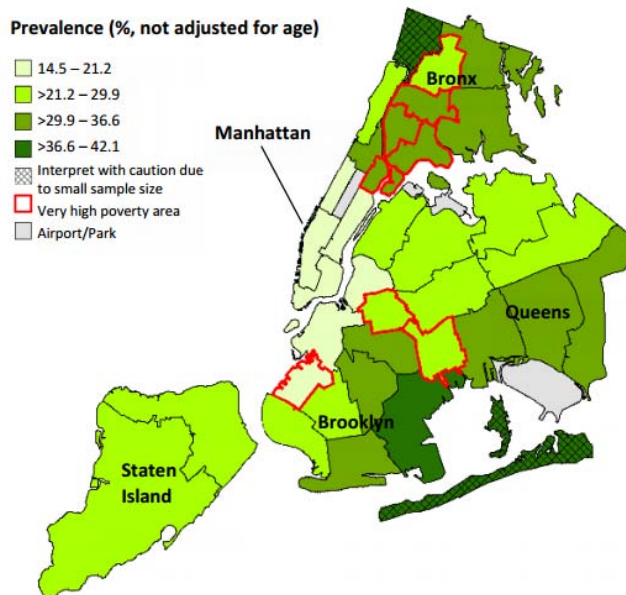 Prevalence (%, not adjusted for age)
14.5 – 21.2
>21.2 – 29.9
>29.9 – 36.6
>36.6 – 42.1
Interpret with caution due
to small sample size
Very high poverty area
Airport/Park
Manhattan
Bronx
Queens
Brooklyn
Staten
Island